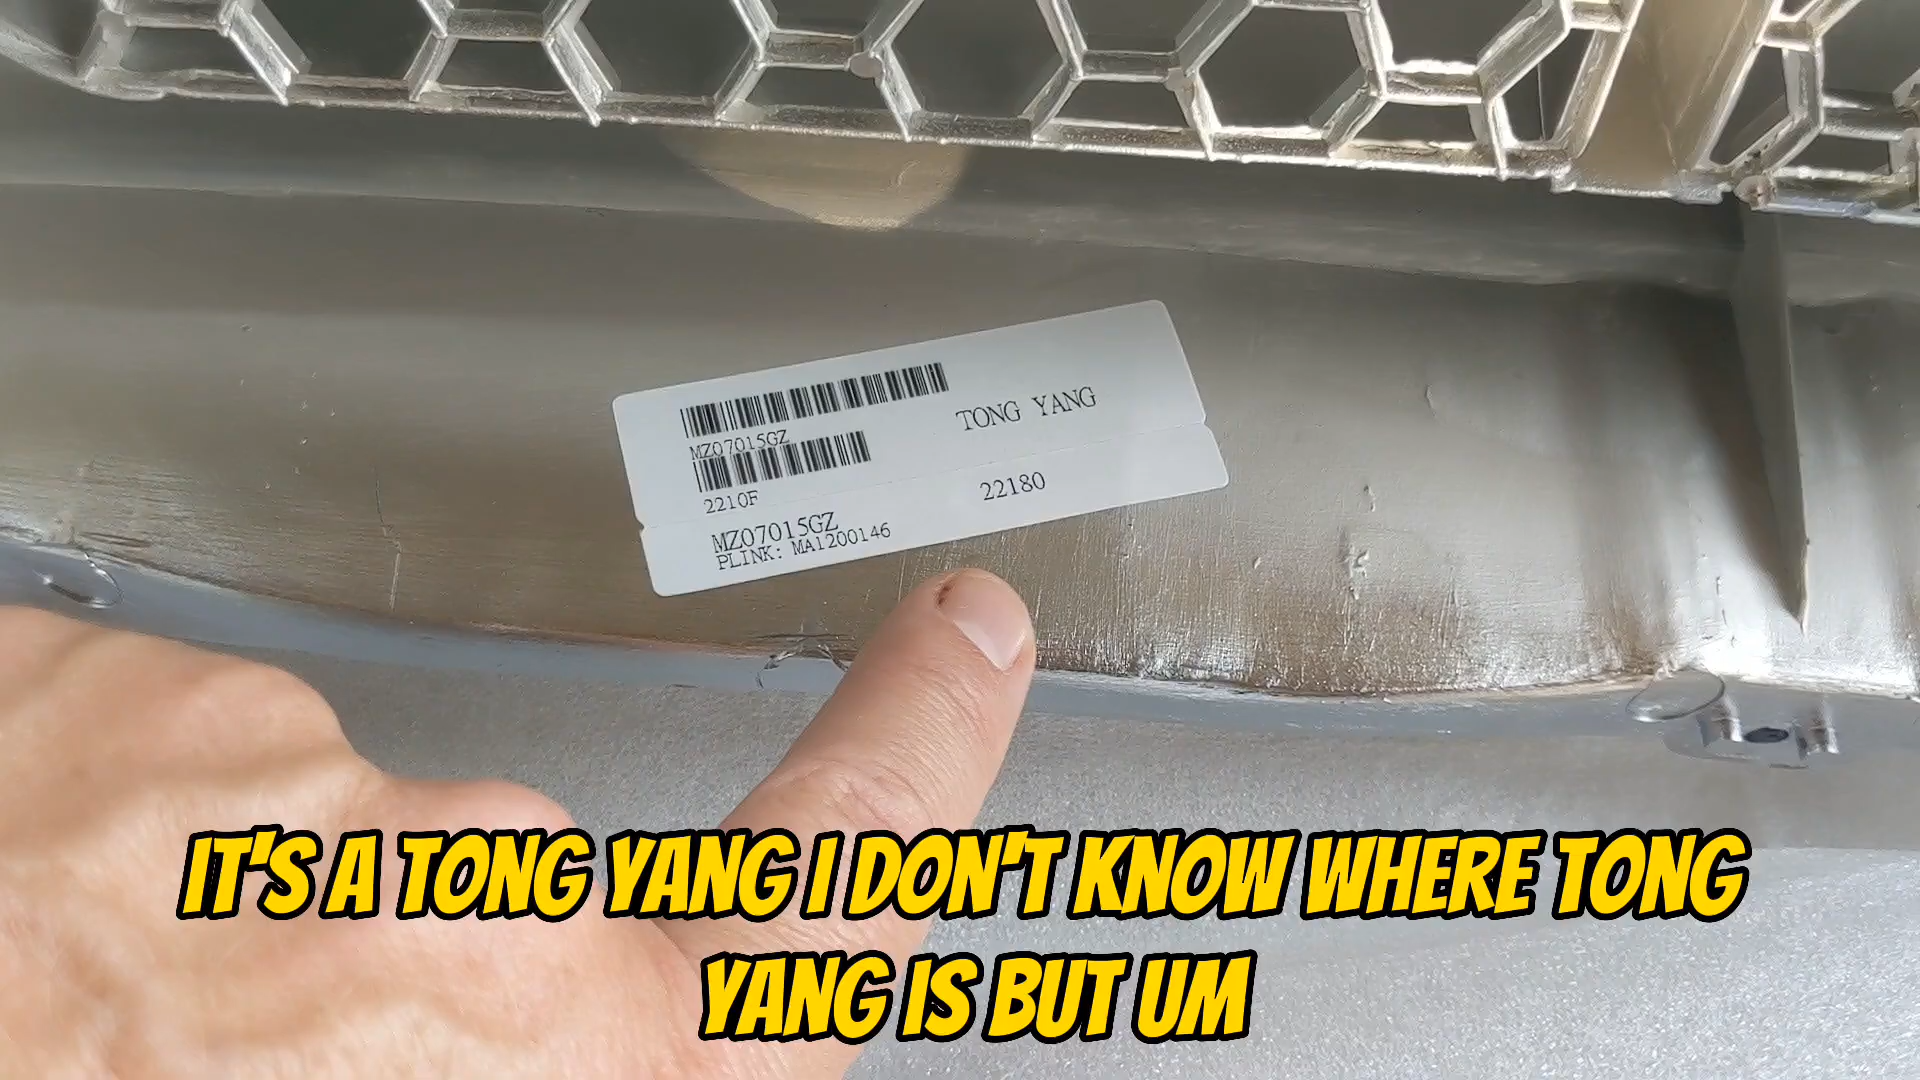 MZ07015GZ
TONG YANG
2210F
22180
MZ07015GZ
PLINK: MA1200146
IT'S A TONG YANG I DON'T KNOW WHERE TONG
YANG IS BUT UM